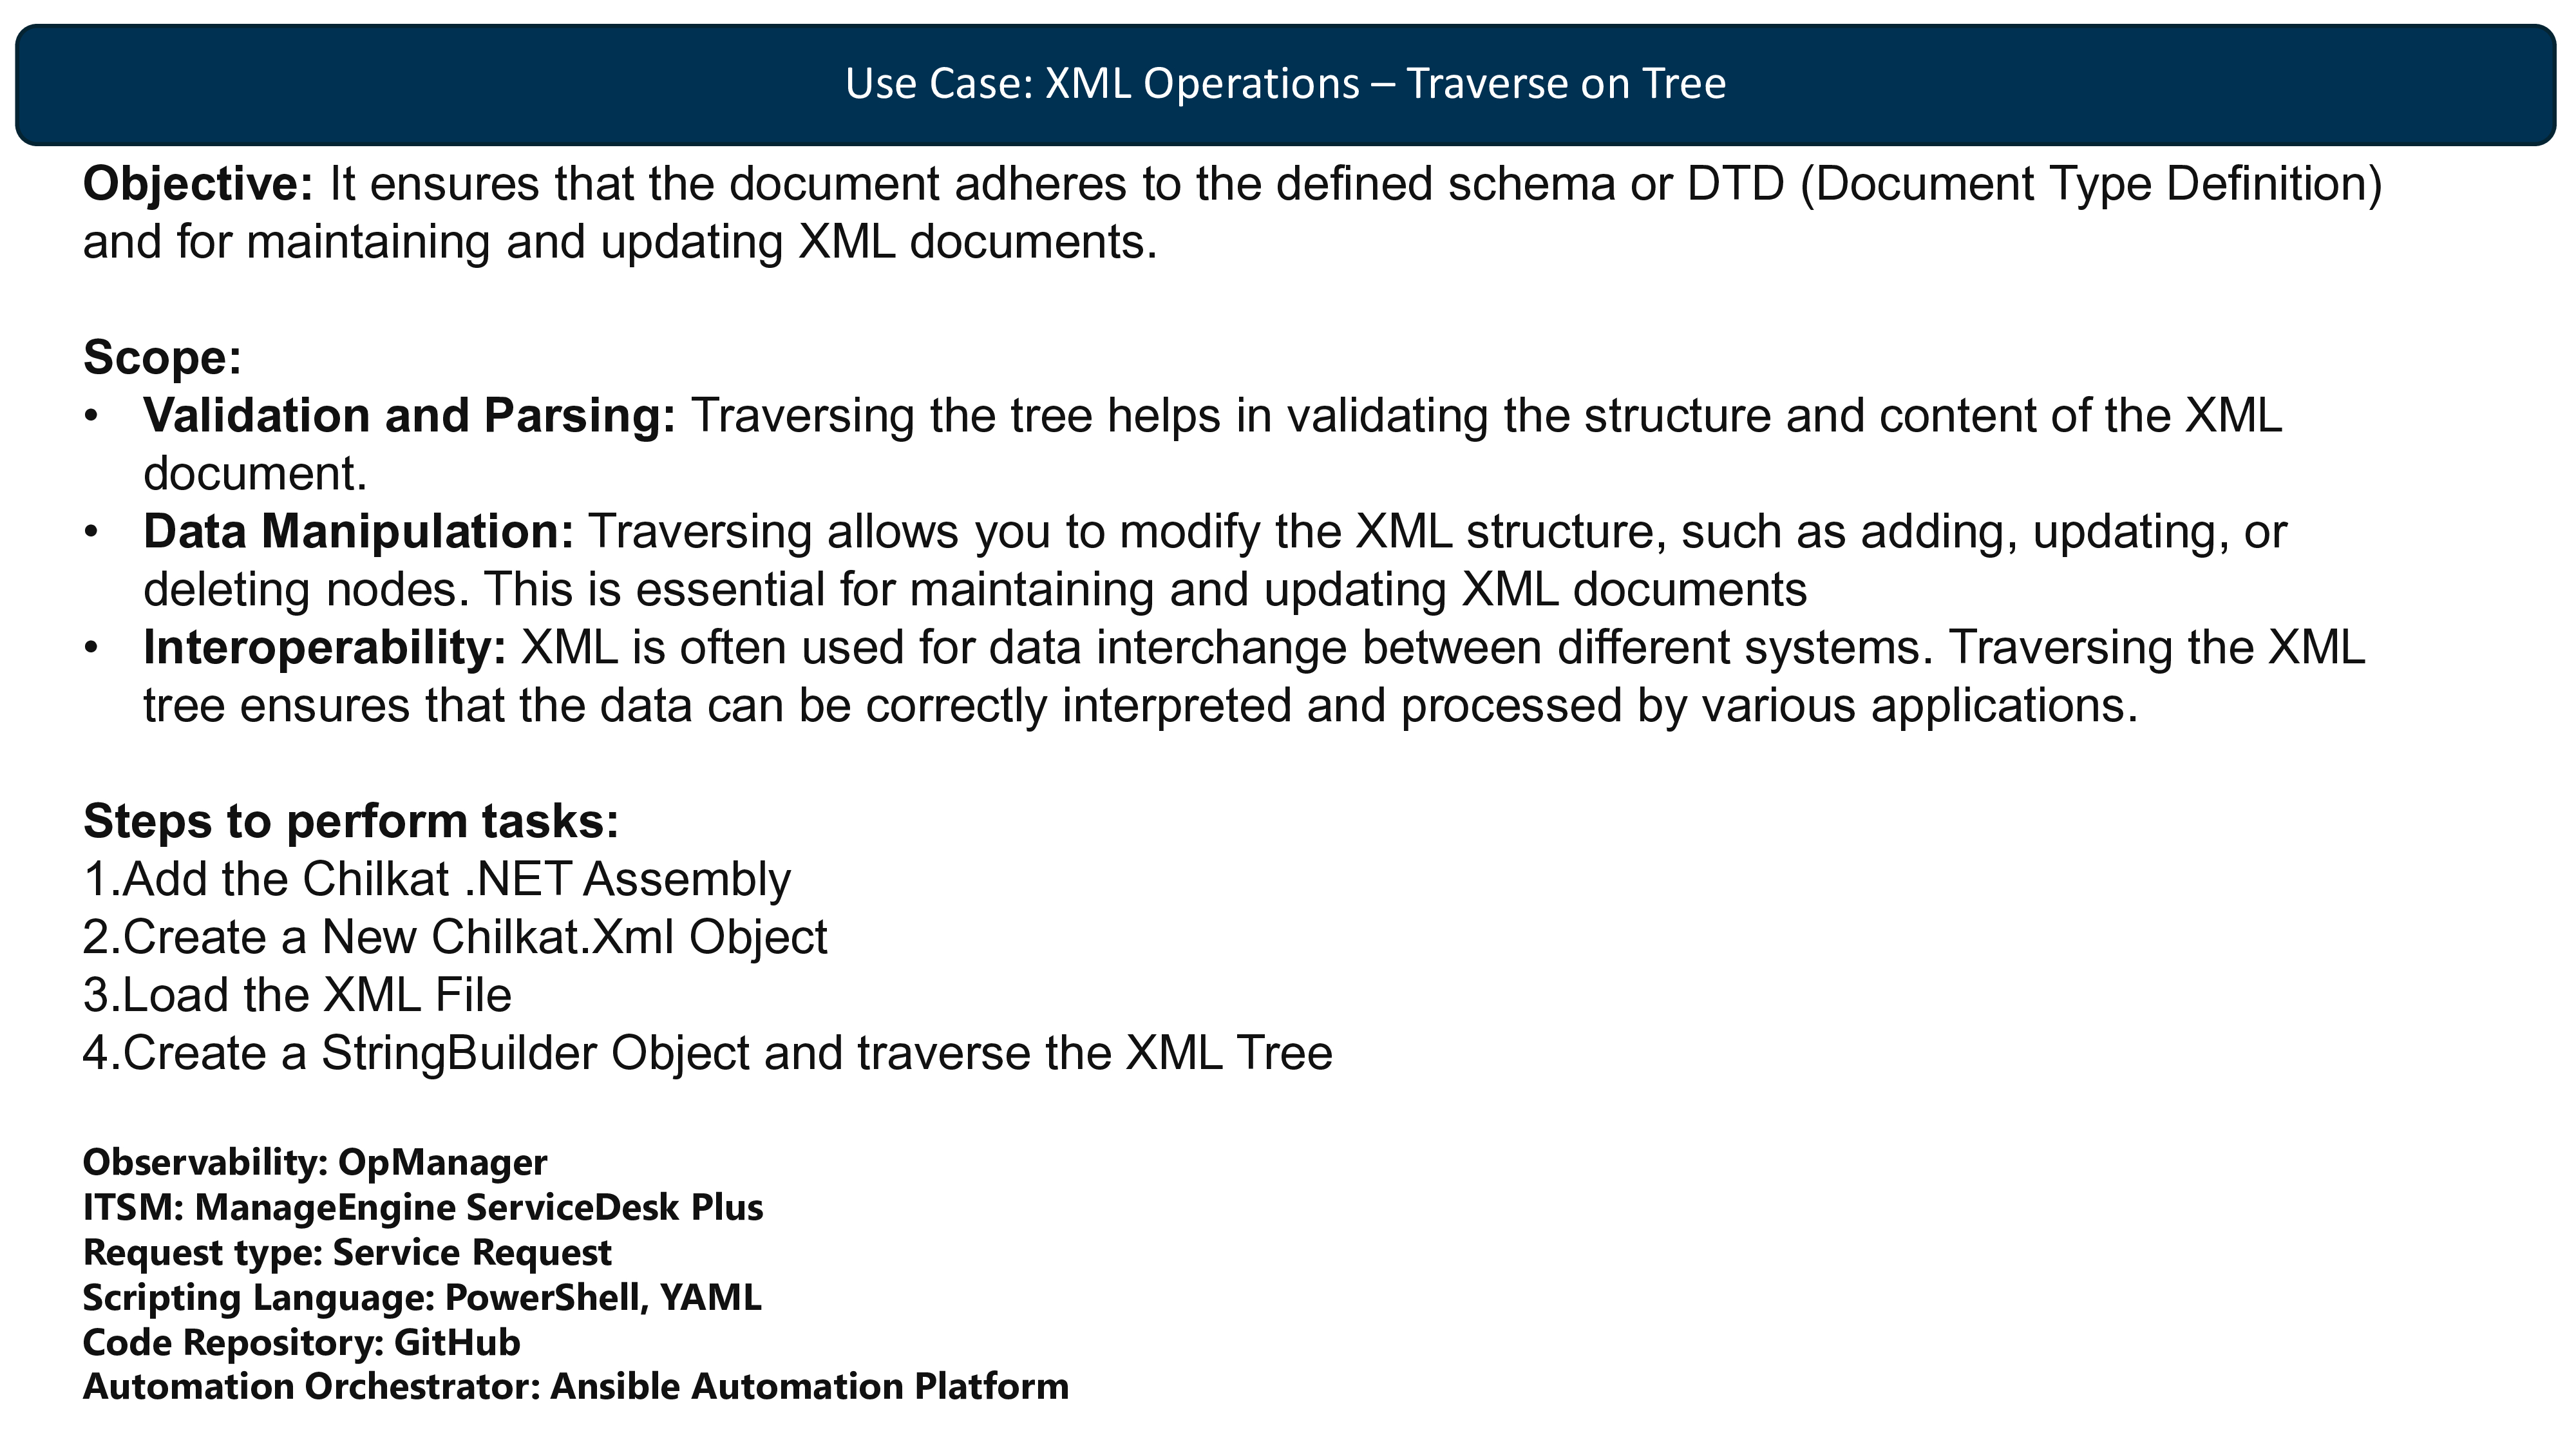 Use Case: XML Operations – Traverse on Tree
Objective: It ensures that the document adheres to the defined schema or DTD (Document Type Definition)
and for maintaining and updating XML documents.
Scope:
• Validation and Parsing: Traversing the tree helps in validating the structure and content of the XML
document.
• Data Manipulation: Traversing allows you to modify the XML structure, such as adding, updating, or
deleting nodes. This is essential for maintaining and updating XML documents
• Interoperability: XML is often used for data interchange between different systems. Traversing the XML
tree ensures that the data can be correctly interpreted and processed by various applications.
Steps to perform tasks:
1.Add the Chilkat .NET Assembly
2.Create a New Chilkat.Xml Object
3.Load the XML File
4.Create a StringBuilder Object and traverse the XML Tree
Observability: OpManager
ITSM: ManageEngine ServiceDesk Plus
Request type: Service Request
Scripting Language: PowerShell, YAML
Code Repository: GitHub
Automation Orchestrator: Ansible Automation Platform